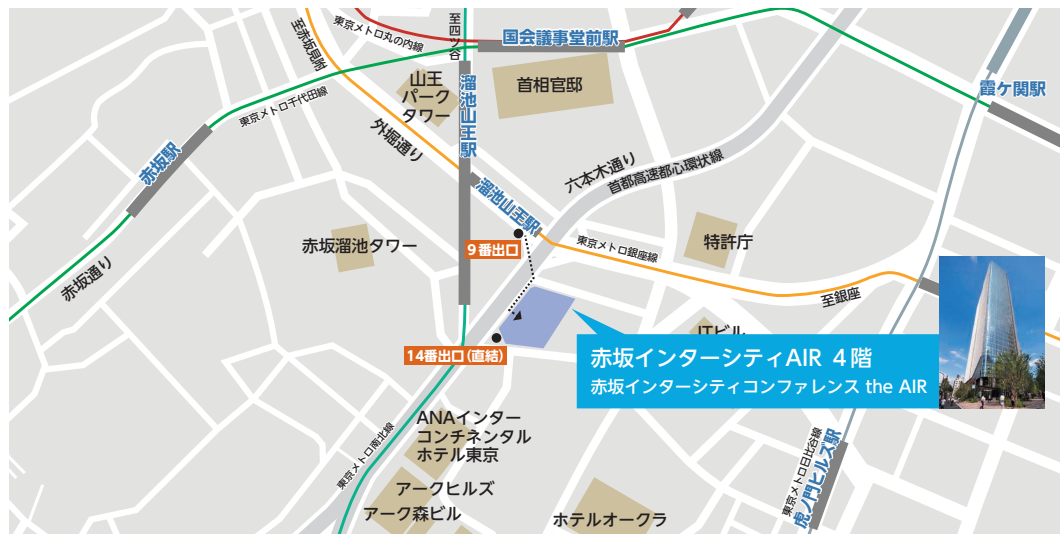 東京メトロ丸の内線
至四ツ谷
国会議事堂前駅
至赤坂見附
山王
パーク
タワー
首相官邸
溜池山王駅
霞ケ関駅
東京メトロ千代田線
外堀通り
赤坂駅
六本木通り
首都高速都心環状線
溜池山王駅
赤坂溜池タワー
9番出口
東京メトロ銀座線
特許庁
赤坂通り
至銀座
JTビル
14番出口(直結)
赤坂インターシティAIR 4階
赤坂インターシティコンファレンス the AIR
ANAインター
コンチネンタル
ホテル東京
東京メトロ南北線
東京メトロ日比谷線
虎ノ門ヒルズ駅
アークヒルズ
アーク森ビル
ホテルオークラ